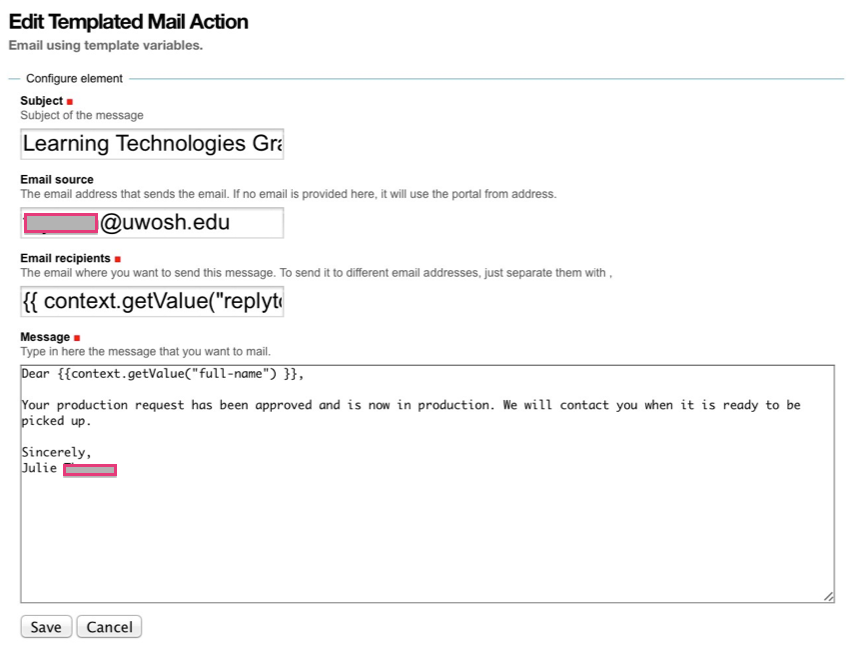 Edit Templated Mail Action
Email using template variables.
Configure element
Subject
Subject of the message
Learning Technologies Gra
Email source
The email address that sends the email. If no email is provided here, it will use the portal from address.
@uwosh.edu
Email recipients
The email where you want to send this message. To send it to different email addresses, just separate them with ,
{{ context.getValue("replyto
Message
Type in here the message that you want to mail.
Dear {{context.getValue("full-name") }},
Your production request has been approved and is now in production. We will contact you when it is ready to be
picked up.
Sincerely,
Julie
Save Cancel